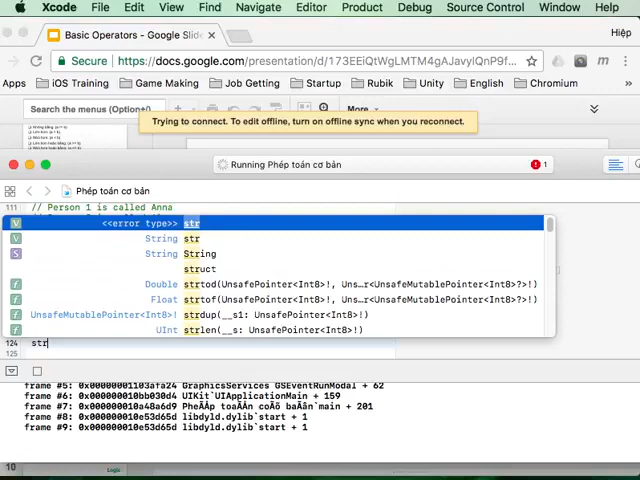 Xcode File Edit View Find Navigate Editor Product Debug Source Control Window Help
Basic Operators - Google Slide Hiệp
Secure https://docs.google.com/presentation/d/173EEiQtWgLMTM4gAJavyIQnP9f...
Apps iOS Training Game Making Job Getting Startup Rubik Unity English Chromium
Search the menus (Option+/) More
Trying to connect. To edit offline, turn on offline sync when you reconnect.
Running Phép toán cơ bản 1
Phép toán cơ bản
111 // Person 1 is called Anna
V <<error type>> str
V String str
S String String
struct
f Double strtod(UnsafePointer<Int8>!, Uns…r<UnsafeMutablePointer<Int8>?>!)
f Float strtof(UnsafePointer<Int8>!, Uns…r<UnsafeMutablePointer<Int8>?>!)
f UnsafeMutablePointer<Int8>! strdup(__s1: UnsafePointer<Int8>!)
f UInt strlen(__s: UnsafePointer<Int8>!)
124 str
125
frame #5: 0x00000001103afa24 GraphicsServices`GSEventRunModal + 62
frame #6: 0x000000010bb030d4 UIKit`UIApplicationMain + 159
frame #7: 0x000000010a48a6d9 PheÃÅp toaÃÅn coÃõ baÃân`main + 201
frame #8: 0x000000010e53d65d libdyld.dylib`start + 1
frame #9: 0x000000010e53d65d libdyld.dylib`start + 1
10 Logic